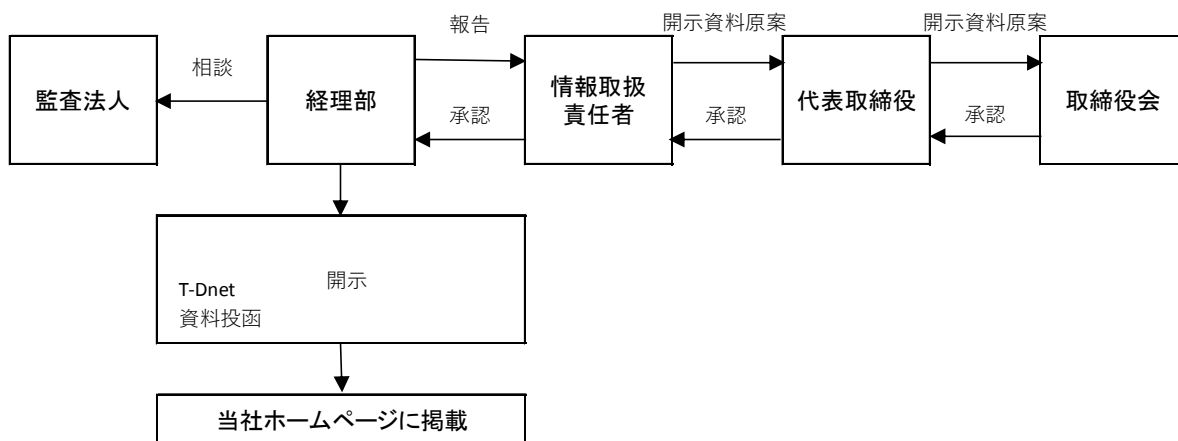 報告
開示資料原案
開示資料原案
相談
監査法人
経理部
情報取扱
責任者
代表取締役
取締役会
承認
承認
承認
開示
T-Dnet
資料投函
当社ホームページに掲載